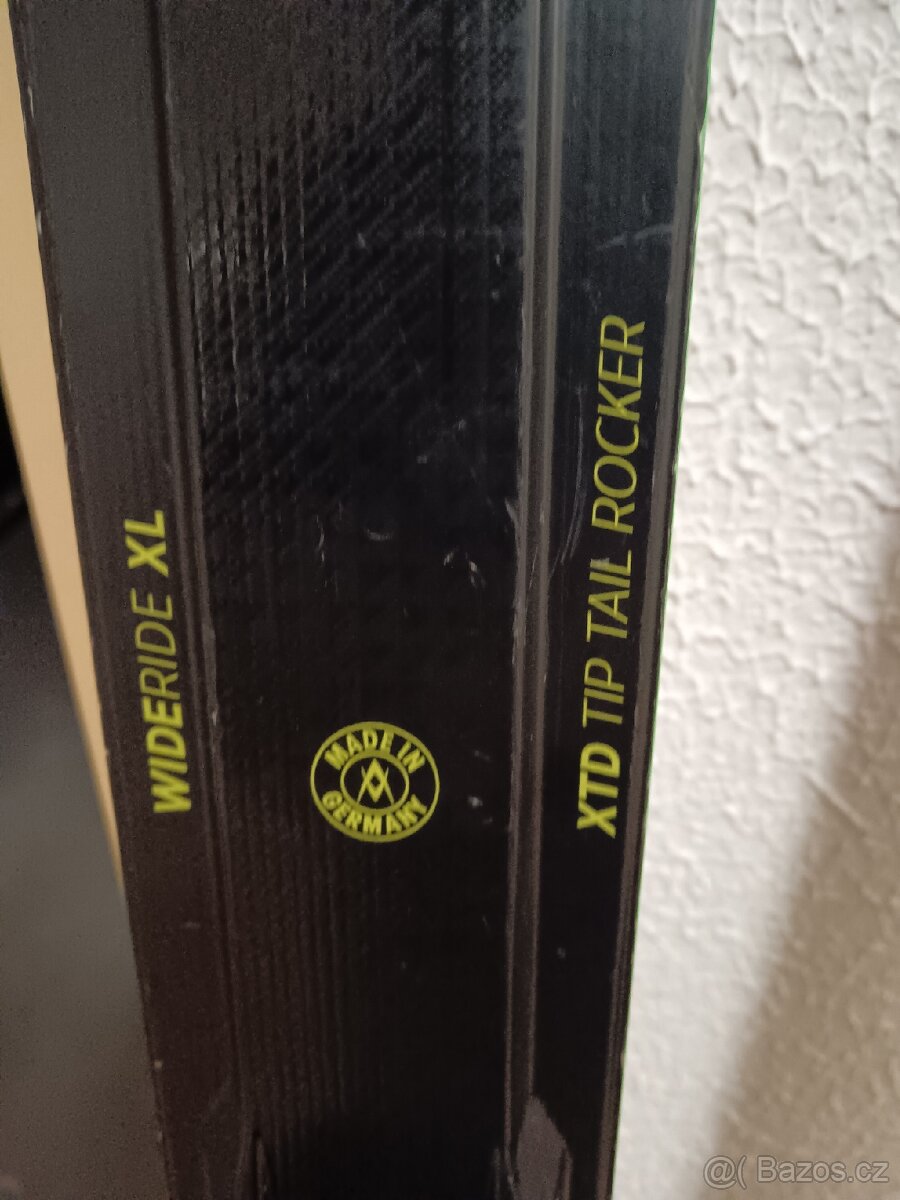 WIDERIDE XL
MADE IN
GERMANY
XTD TIP TAIL ROCKER
@( Bazos.cz